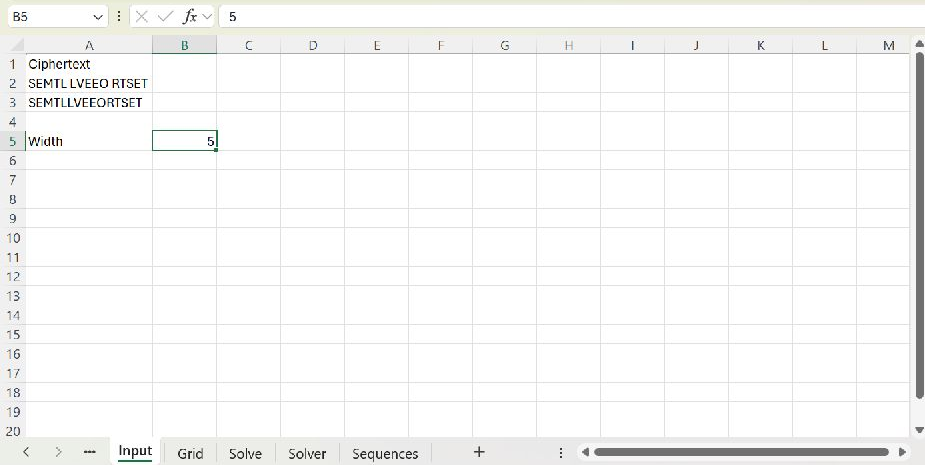 B5 fx 5
A B C D E F G H I J K L M
1 Ciphertext
2 SEMTL LVEEO RTSET
3 SEMTLLVEEORTSET
4
5 Width 5
6
7
8
9
10
11
12
13
14
15
16
17
18
19
20
Input Grid Solve Solver Sequences